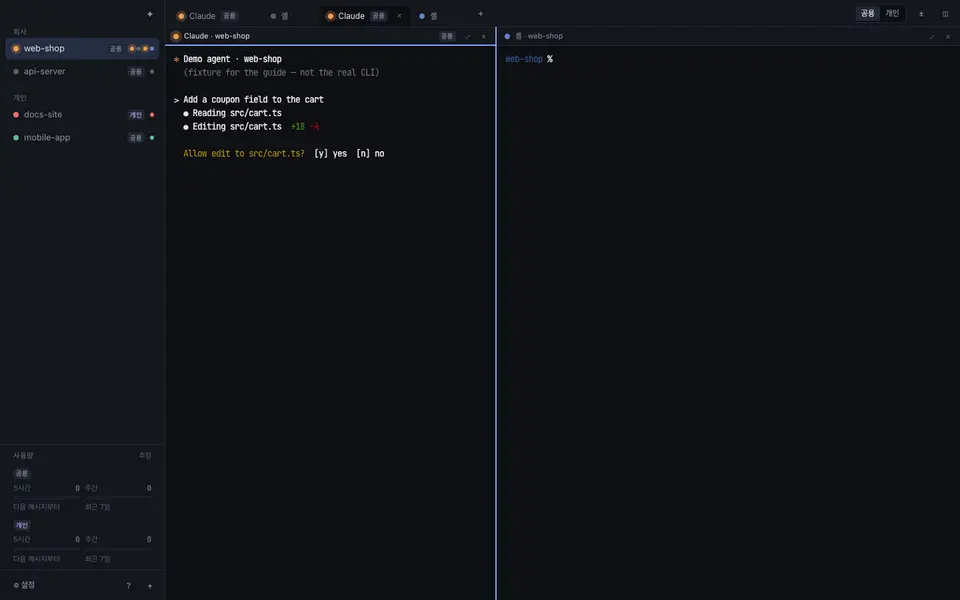 회사
web-shop 공용
api-server 공용
개인
docs-site 개인
mobile-app 공용
사용량 추정
공용
5시간 0 주간 0
다음 메시지부터 최근 7일
개인
5시간 0 주간 0
다음 메시지부터 최근 7일
설정 ? +
+
Claude 공용 셸 Claude 공용 × 셸 +
공용 개인
Claude · web-shop 공용
셸 · web-shop
* Demo agent · web-shop
(fixture for the guide — not the real CLI)
> Add a coupon field to the cart
● Reading src/cart.ts
● Editing src/cart.ts +18 -4
Allow edit to src/cart.ts? [y] yes [n] no
web-shop %